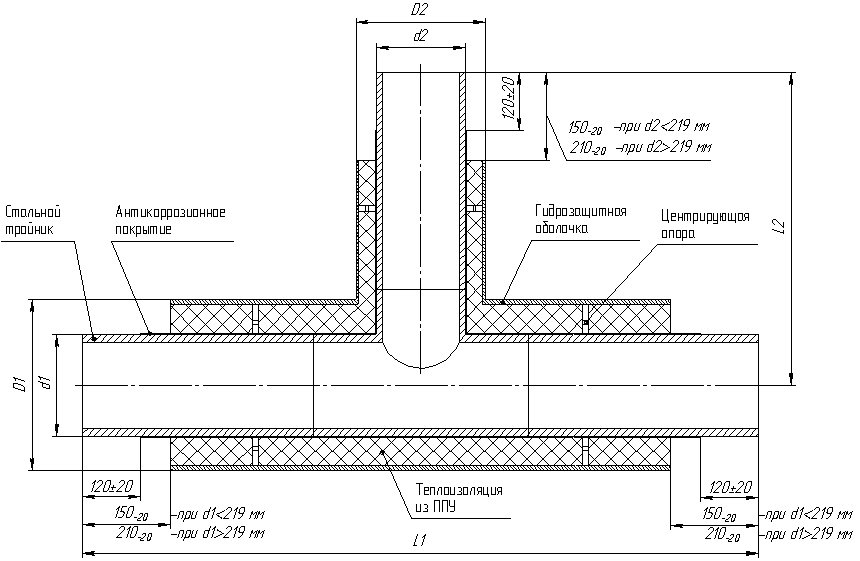 D2
d2
120±20
150-20 -при d2<219 мм
210-20 -при d2>219 мм
L2
Стальной
тройник
Антикоррозионное
покрытие
Гидрозащитная
оболочка
Центрирующая
опора
D1
d1
120±20
150-20 -при d1<219 мм
210-20 -при d1>219 мм
Теплоизоляция
из ППУ
120±20
150-20 -при d1<219 мм
210-20 -при d1>219 мм
L1